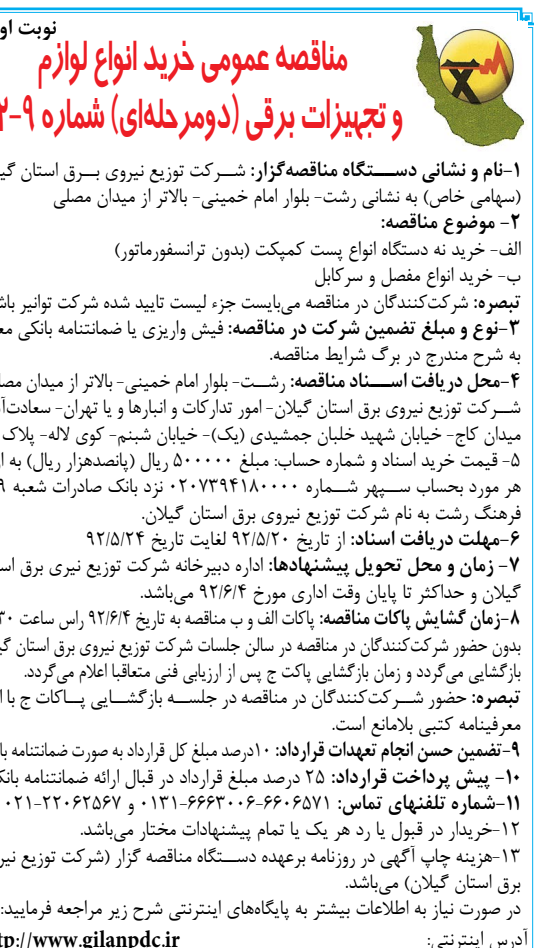 نوبت
مناقصه عمومی خرید انواع لوازم
و تجهیزات برقی (دومرحله‌ای) شماره ۹-
۱-نام و نشانی دستگاه مناقصه‌گزار: شرکت توزیع نیروی برق استان
(سهامی خاص) به نشانی رشت- بلوار امام خمینی- بالاتر از میدان مصلی
۲- موضوع مناقصه:
الف- خرید نه دستگاه انواع پست کمپکت (بدون ترانسفورماتور)
ب- خرید انواع مفصل و سرکابل
تبصره: شرکت‌کنندگان در مناقصه می‌بایست جزء لیست تایید شده شرکت توانیر
۳-نوع و مبلغ تضمین شرکت در مناقصه: فیش واریزی یا ضمانتنامه بانکی
به شرح مندرج در برگ شرایط مناقصه.
۴-محل دریافت اسناد مناقصه: رشت- بلوار امام خمینی- بالاتر از میدان
شرکت توزیع نیروی برق استان گیلان- امور تدارکات و انبارها و یا تهران-
میدان کاج- خیابان شهید خلبان جمشیدی (یک)- خیابان شبنم- کوی لاله- پلاک
۵- قیمت خرید اسناد و شماره حساب: مبلغ ۵۰۰۰۰۰ ریال (پانصدهزار ریال) به
هر مورد بحساب سپهر شماره ۰۲۰۷۳۹۴۱۸۰۰۰۰ نزد بانک صادرات شعبه
فرهنگ رشت به نام شرکت توزیع نیروی برق استان گیلان.
۶-مهلت دریافت اسناد: از تاریخ ۹۲/۵/۲۰ لغایت تاریخ ۹۲/۵/۲۴
۷- زمان و محل تحویل پیشنهادها: اداره دبیرخانه شرکت توزیع نیری برق
گیلان و حداکثر تا پایان وقت اداری مورخ ۹۲/۶/۴ می‌باشد.
۸-زمان گشایش پاکات مناقصه: پاکات الف و ب مناقصه به تاریخ ۹۲/۶/۴ راس ساعت
بدون حضور شرکت‌کنندگان در مناقصه در سالن جلسات شرکت توزیع نیروی برق استان
بازگشایی می‌گردد و زمان بازگشایی پاکت ج پس از ارزیابی فنی متعاقبا اعلام می‌گردد.
تبصره: حضور شرکت‌کنندگان در مناقصه در جلسه بازگشایی پاکات ج با
معرفینامه کتبی بلامانع است.
۹-تضمین حسن انجام تعهدات قرارداد: ۱۰درصد مبلغ کل قرارداد به صورت ضمانتنامه
۱۰- پیش پرداخت قرارداد: ۲۵ درصد مبلغ قرارداد در قبال ارائه ضمانتنامه
۱۱-شماره تلفنهای تماس: ۶۶۰۶۵۷۱-۶۶۶۳۰۰۶-۰۱۳۱ و ۲۲۰۶۲۵۶۷-۰۲۱
۱۲-خریدار در قبول یا رد هر یک یا تمام پیشنهادات مختار می‌باشد.
۱۳-هزینه چاپ آگهی در روزنامه برعهده دستگاه مناقصه گزار (شرکت توزیع
برق استان گیلان) می‌باشد.
در صورت نیاز به اطلاعات بیشتر به پایگاه‌های اینترنتی شرح زیر مراجعه فرمایید:
آدرس اینترنتی: tp://www.gilanpdc.ir